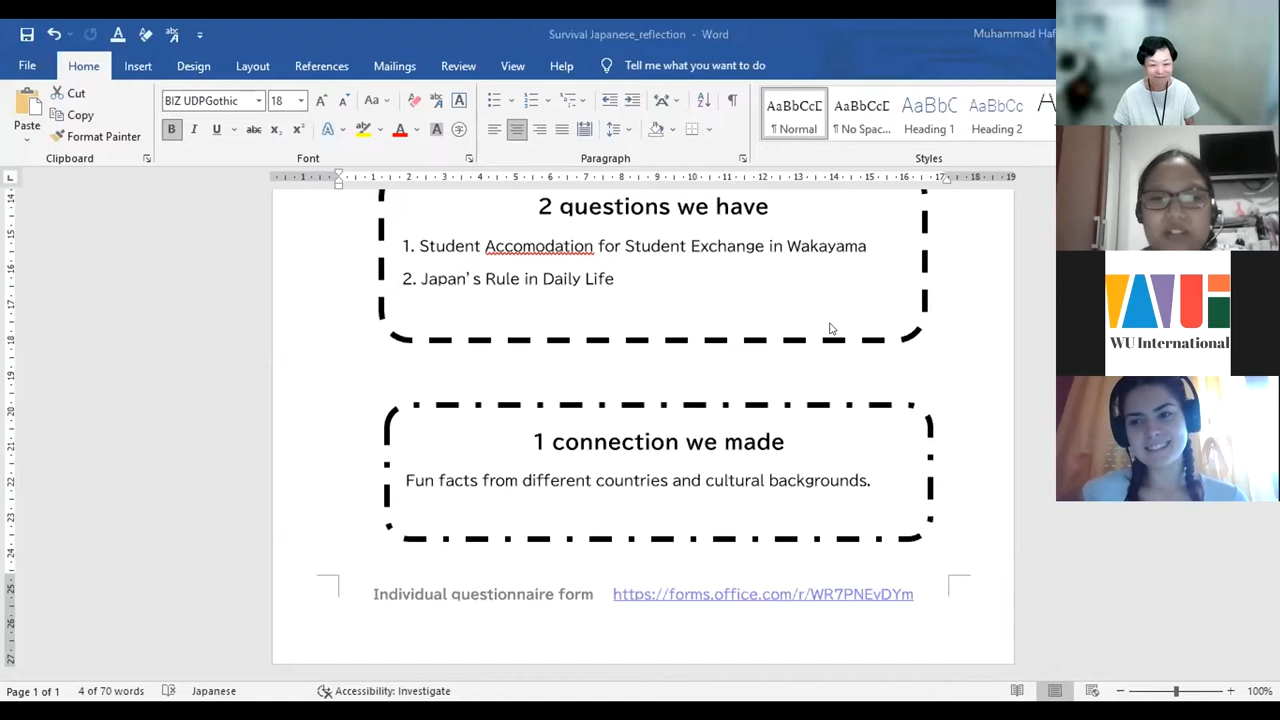 Survival Japanese_reflection - Word
Muhammad Haf
File Home Insert Design Layout References Mailings Review View Help Tell me what you want to do
Paste
Cut
Copy
Format Painter
BIZ UDPGothic 18
AaBbCcD AaBbCcD AaBbC AaBbCc
¶ Normal ¶ No Spac... Heading 1 Heading 2
Clipboard Font Paragraph Styles
2 questions we have
1. Student Accomodation for Student Exchange in Wakayama
2. Japan's Rule in Daily Life
1 connection we made
Fun facts from different countries and cultural backgrounds.
Individual questionnaire form https://forms.office.com/r/WR7PNEvDYm
Page 1 of 1 4 of 70 words Japanese Accessibility: Investigate 100%
WU International